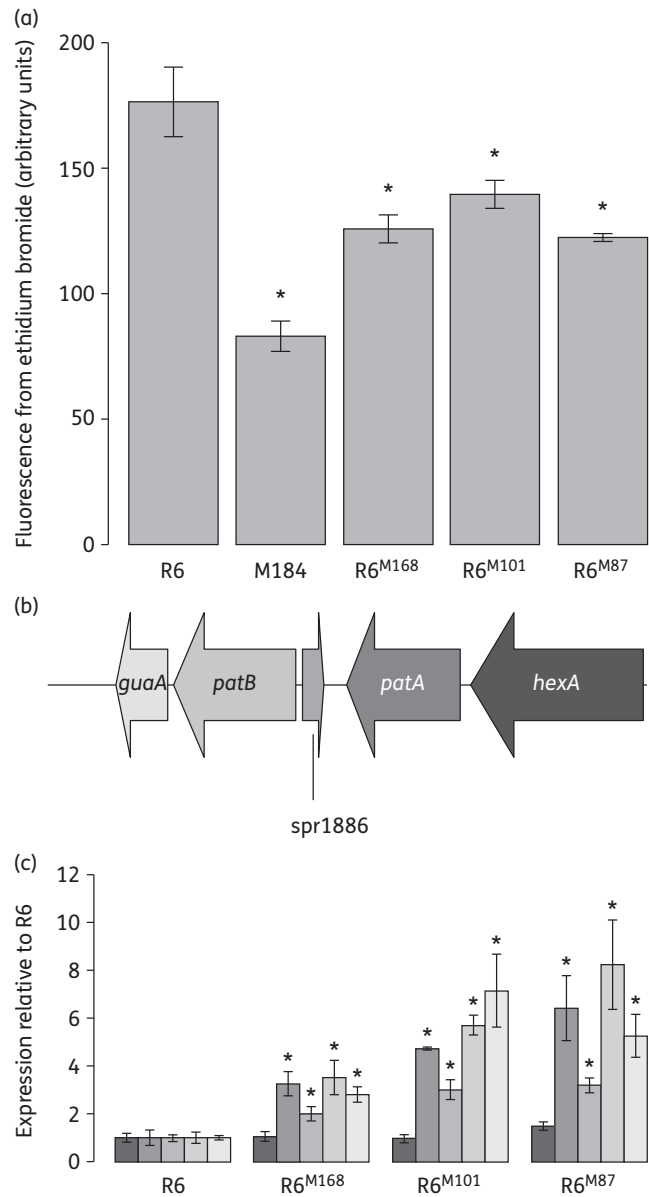 (a)
Fluorescence from ethidium bromide (arbitrary units)
200
150
100
50
0
*
*
*
*
R6 M184 R6M168 R6M101 R6M87
(b)
guaA patB patA hexA
spr1886
(c)
Expression relative to R6
12
10
8
6
4
2
0
* * * *
* * * *
* * * *
R6 R6M168 R6M101 R6M87